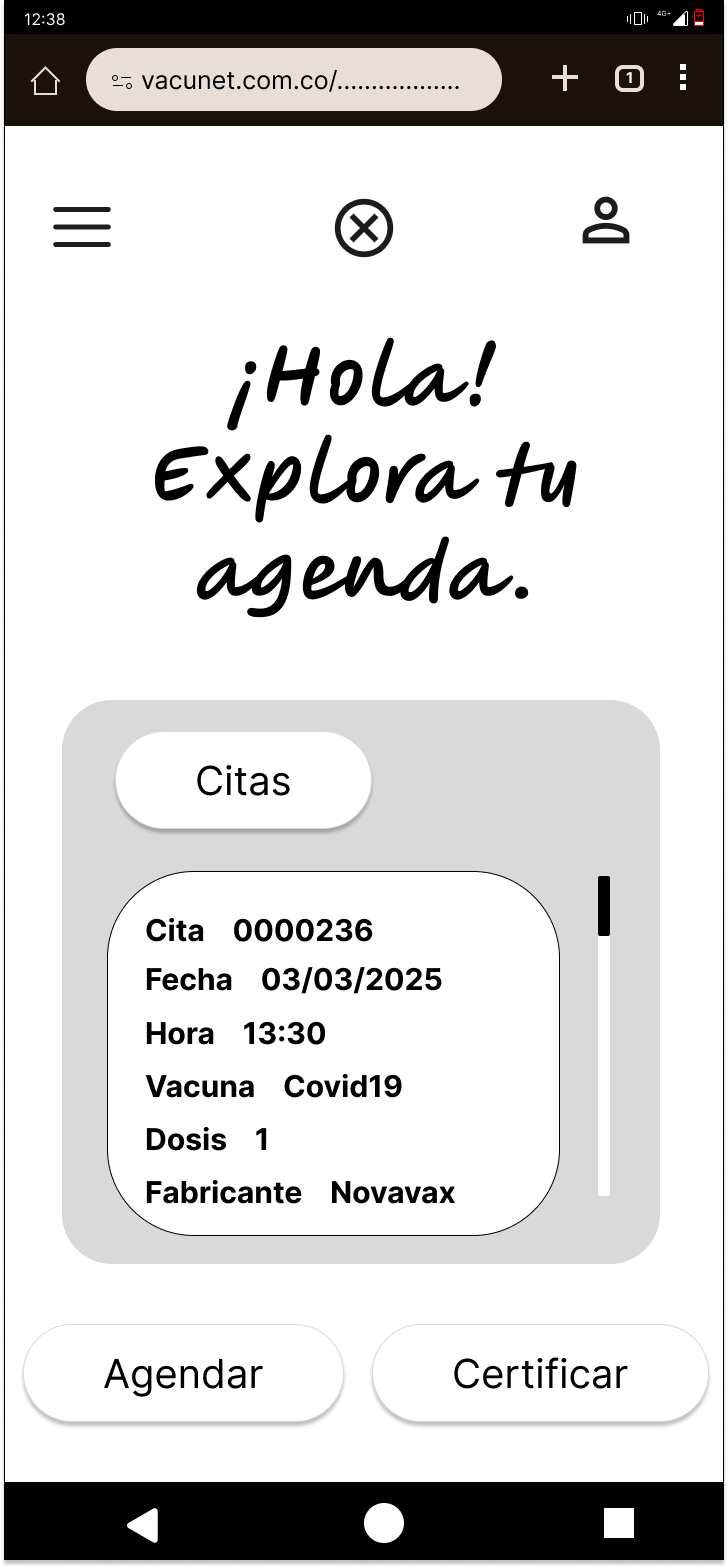 12:38
4G+
vacunet.com.co/..................
1
¡Hola!
Explora tu
agenda.
Citas
Cita 0000236
Fecha 03/03/2025
Hora 13:30
Vacuna Covid19
Dosis 1
Fabricante Novavax
Agendar
Certificar